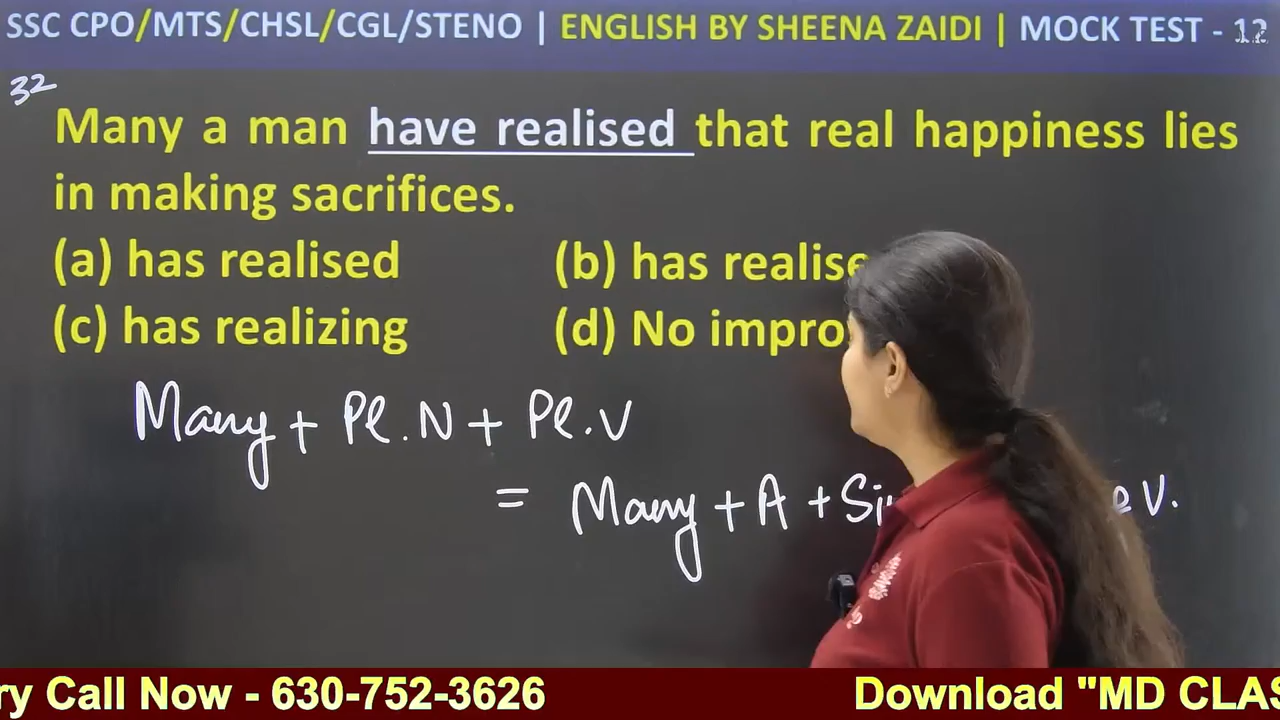 SSC CPO/MTS/CHSL/CGL/STENO | ENGLISH BY SHEENA ZAIDI | MOCK TEST - 12
32
Many a man have realised that real happiness lies
in making sacrifices.
(a) has realised (b) has realise
(c) has realizing (d) No impro
Many + Pl.N + Pl.V
= Many + A + Si V.
ry Call Now - 630-752-3626 Download "MD CLAS